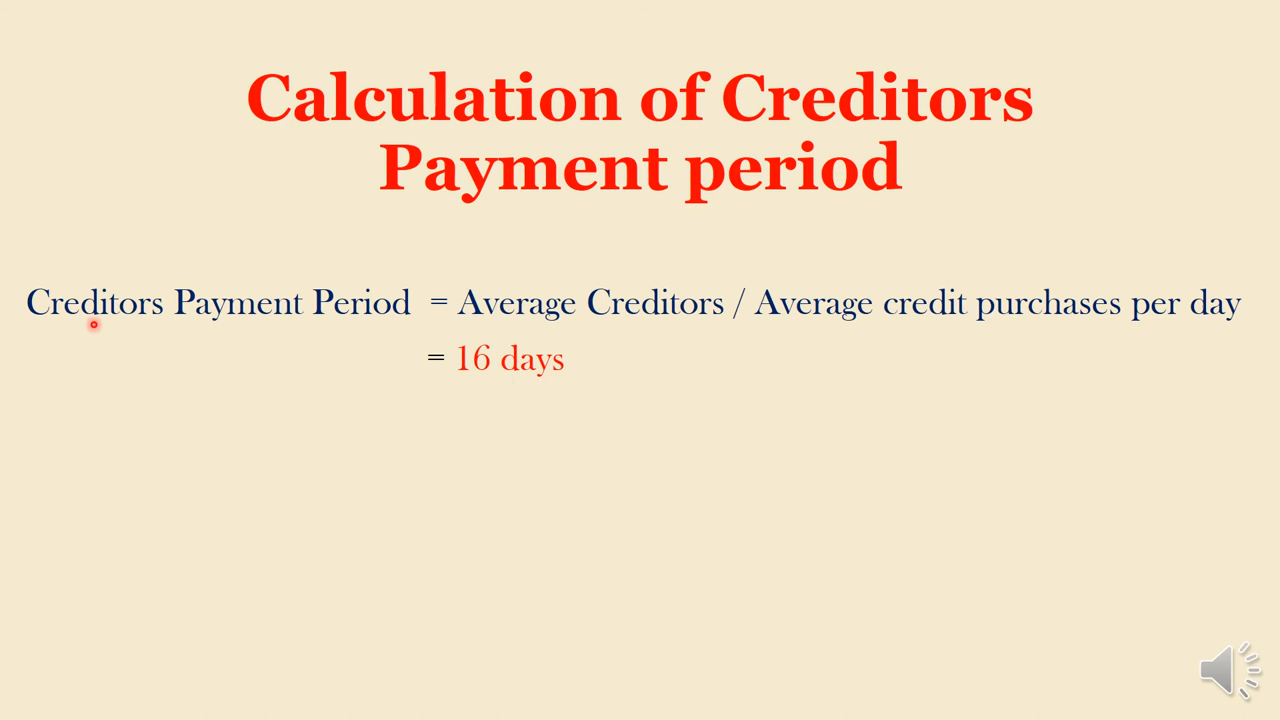 Calculation of Creditors
Payment period
Creditors Payment Period = Average Creditors / Average credit purchases per day
= 16 days